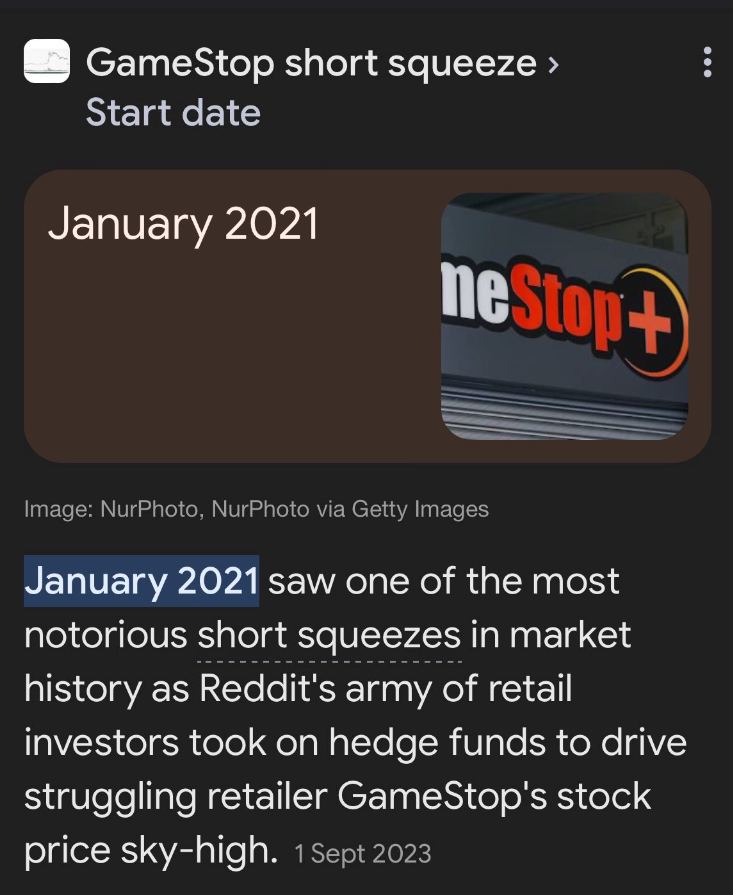 GameStop short squeeze ›
Start date
January 2021
meStop+
Image: NurPhoto, NurPhoto via Getty Images
January 2021 saw one of the most
notorious short squeezes in market
history as Reddit's army of retail
investors took on hedge funds to drive
struggling retailer GameStop's stock
price sky-high. 1 Sept 2023